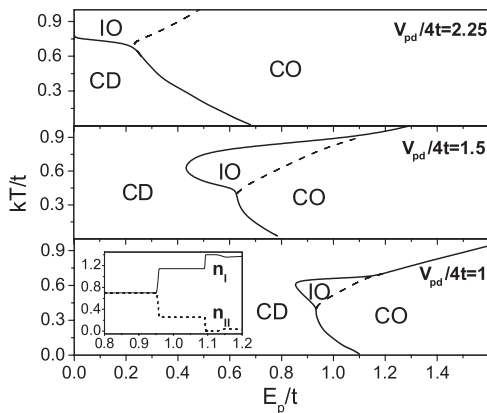 IO
V_pd/4t=2.25
0.9
0.6
CD
CO
0.3
0.9
V_pd/4t=1.5
IO
0.6
CD
CO
0.3
kT/t
0.9
V_pd/4t=1
1.2
n_I
0.8
0.4
n_II
0.0
0.8 0.9 1.0 1.1 1.2
IO
0.6
CD
CO
0.3
0.0
0.0 0.2 0.4 0.6 0.8 1.0 1.2 1.4
E_p/t